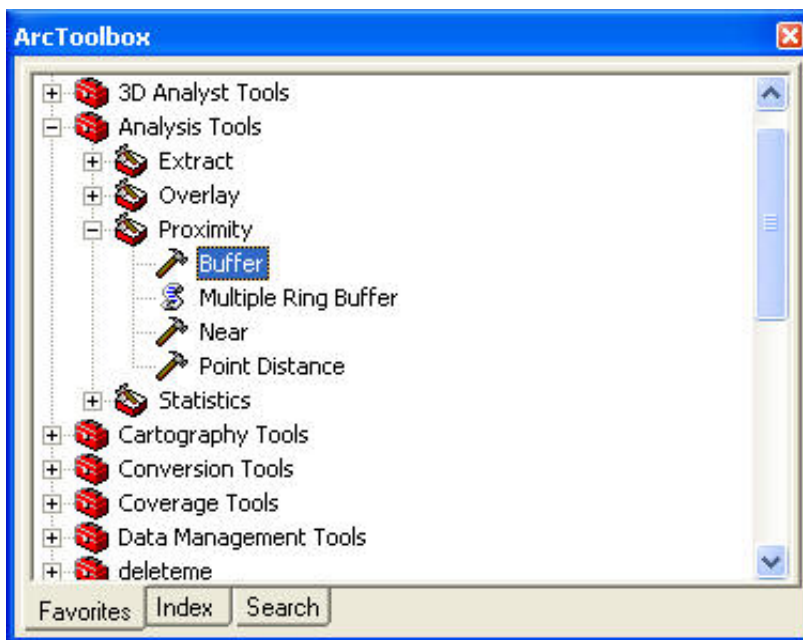 ArcToolbox
3D Analyst Tools
Analysis Tools
Extract
Overlay
Proximity
Buffer
Multiple Ring Buffer
Near
Point Distance
Statistics
Cartography Tools
Conversion Tools
Coverage Tools
Data Management Tools
deleteme
Favorites Index Search